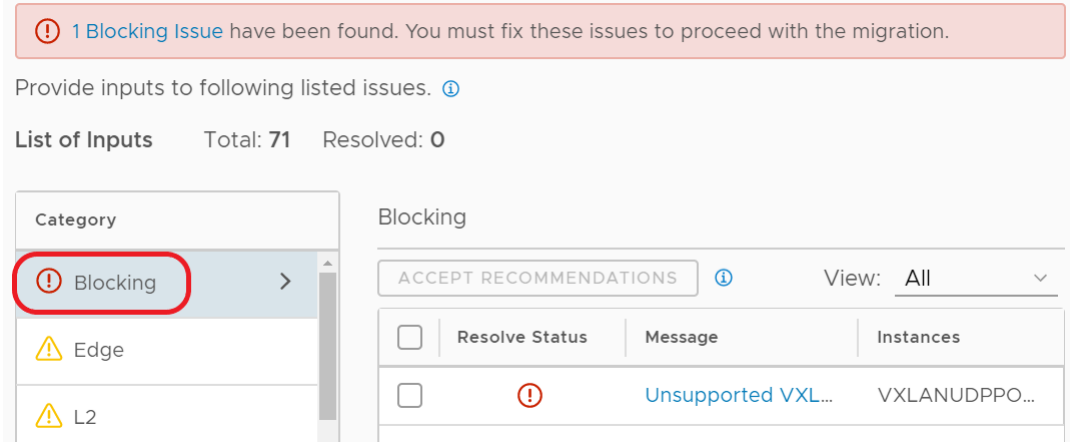 1 Blocking Issue have been found. You must fix these issues to proceed with the migration.
Provide inputs to following listed issues.
List of Inputs Total: 71 Resolved: 0
Category
Blocking
Edge
L2
Blocking
ACCEPT RECOMMENDATIONS View: All
Resolve Status Message Instances
Unsupported VXL... VXLANUDPPO...